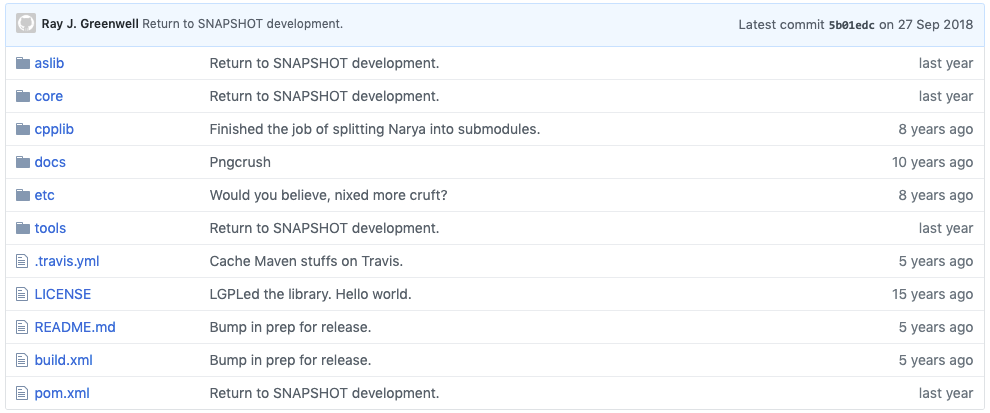 Ray J. Greenwell Return to SNAPSHOT development. Latest commit 5b01edc on 27 Sep 2018
aslib Return to SNAPSHOT development. last year
core Return to SNAPSHOT development. last year
cpplib Finished the job of splitting Narya into submodules. 8 years ago
docs Pngcrush 10 years ago
etc Would you believe, nixed more cruft? 8 years ago
tools Return to SNAPSHOT development. last year
.travis.yml Cache Maven stuffs on Travis. 5 years ago
LICENSE LGPLed the library. Hello world. 15 years ago
README.md Bump in prep for release. 5 years ago
build.xml Bump in prep for release. 5 years ago
pom.xml Return to SNAPSHOT development. last year